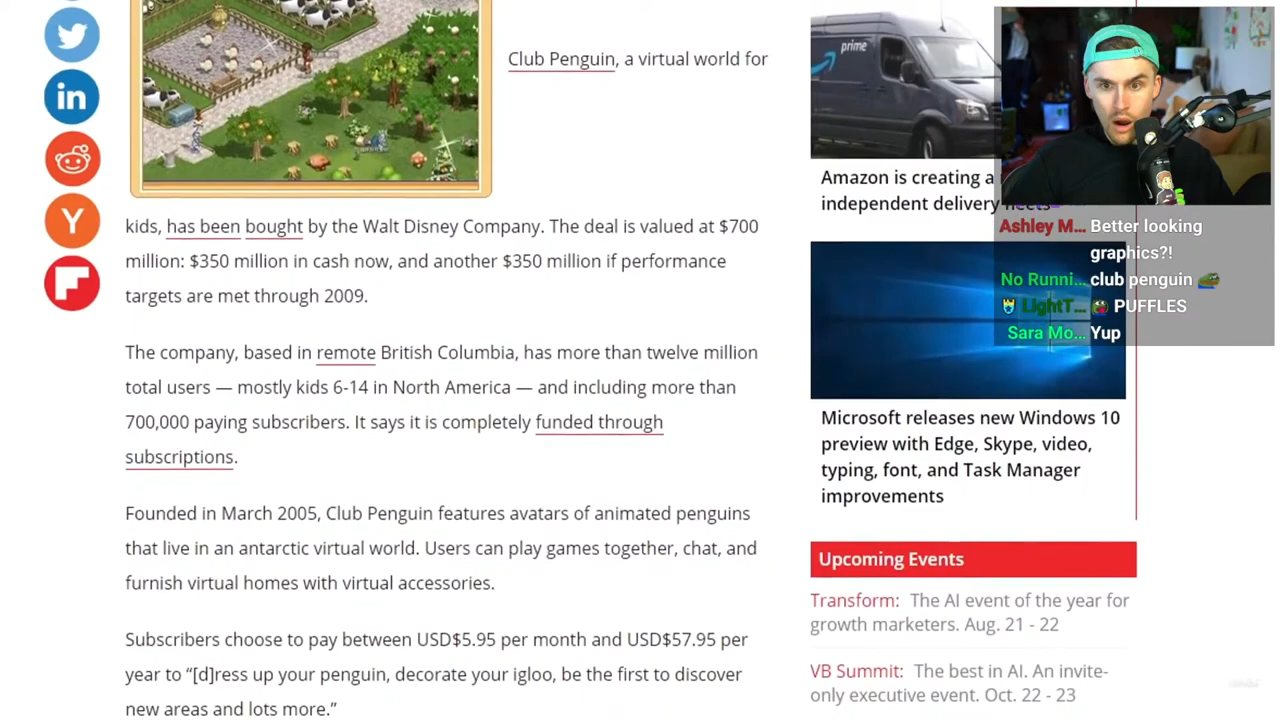 Club Penguin, a virtual world for
kids, has been bought by the Walt Disney Company. The deal is valued at $700
million: $350 million in cash now, and another $350 million if performance
targets are met through 2009.
The company, based in remote British Columbia, has more than twelve million
total users — mostly kids 6-14 in North America — and including more than
700,000 paying subscribers. It says it is completely funded through
subscriptions.
Founded in March 2005, Club Penguin features avatars of animated penguins
that live in an antarctic virtual world. Users can play games together, chat, and
furnish virtual homes with virtual accessories.
Subscribers choose to pay between USD$5.95 per month and USD$57.95 per
year to “[d]ress up your penguin, decorate your igloo, be the first to discover
new areas and lots more.”
in
Y
prime
Amazon is creating a
independent delivery fleets
Microsoft releases new Windows 10
preview with Edge, Skype, video,
typing, font, and Task Manager
improvements
Upcoming Events
Transform: The AI event of the year for
growth marketers. Aug. 21 - 22
VB Summit: The best in AI. An invite-
only executive event. Oct. 22 - 23
Ashley M... Better looking
graphics?!
No Runni... club penguin
LightT... PUFFLES
Sara Mo... Yup